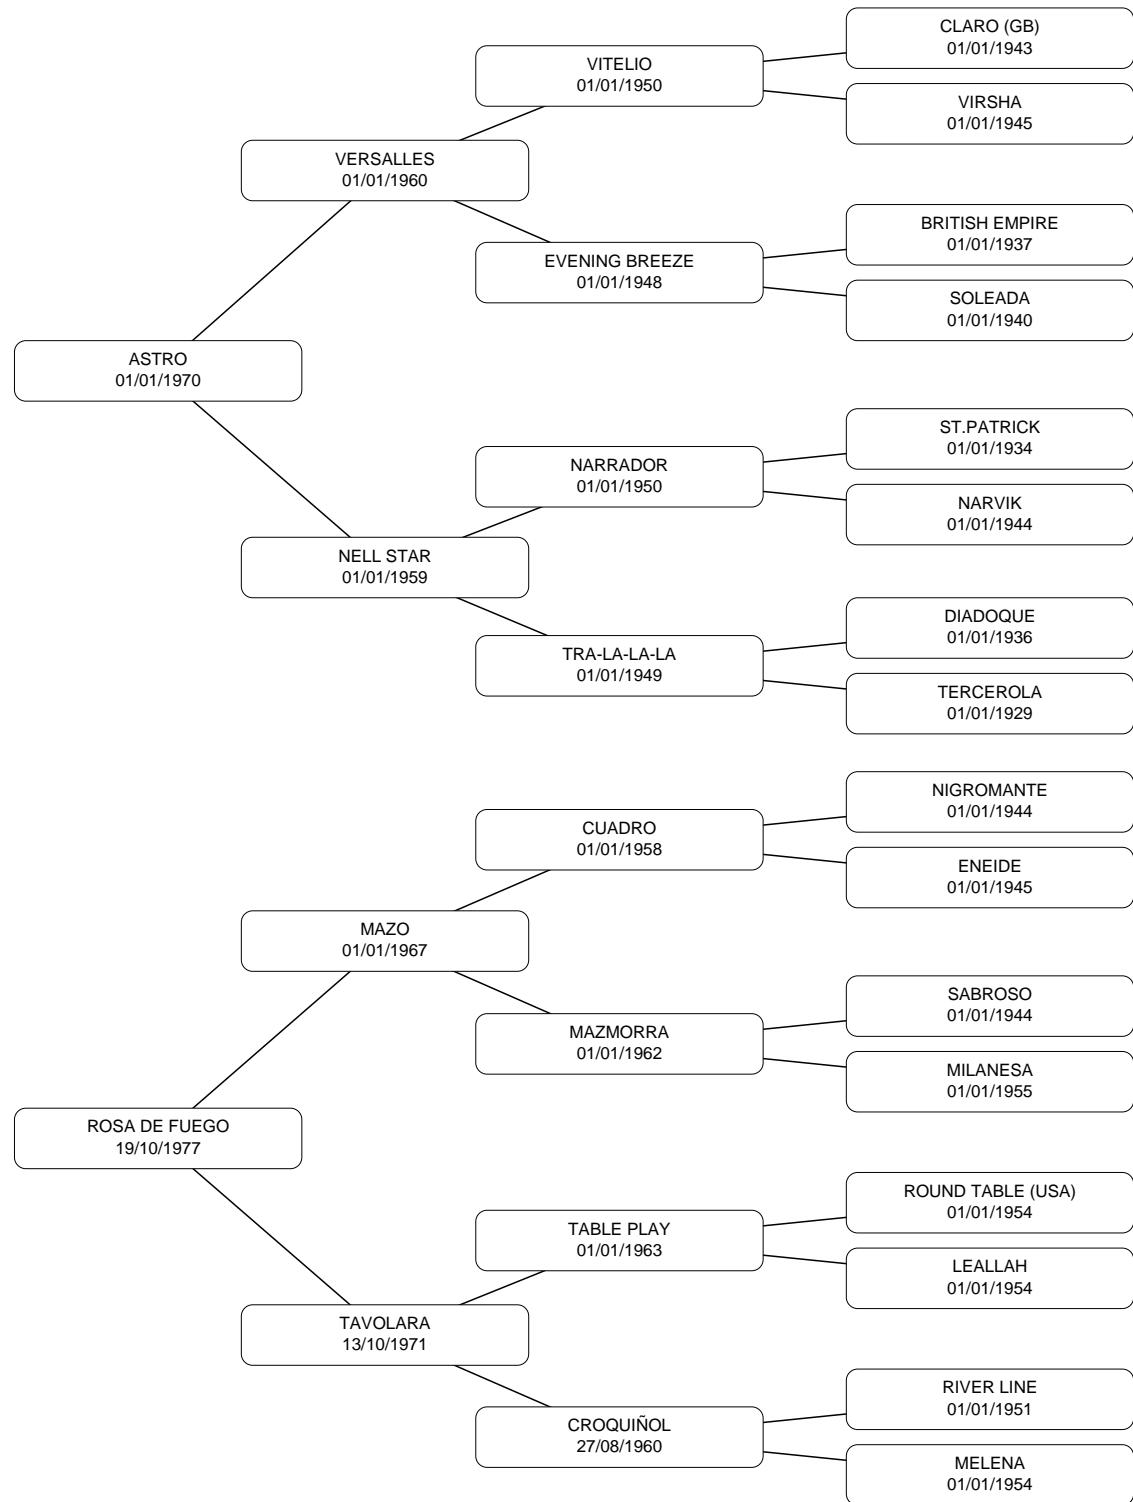 CLARO (GB)
01/01/1943
VITELIO
01/01/1950
VIRSHA
01/01/1945
VERSALLES
01/01/1960
BRITISH EMPIRE
01/01/1937
EVENING BREEZE
01/01/1948
SOLEADA
01/01/1940
ASTRO
01/01/1970
ST.PATRICK
01/01/1934
NARRADOR
01/01/1950
NARVIK
01/01/1944
NELL STAR
01/01/1959
DIADOQUE
01/01/1936
TRA-LA-LA-LA
01/01/1949
TERCEROLA
01/01/1929
NIGROMANTE
01/01/1944
CUADRO
01/01/1958
ENEIDE
01/01/1945
MAZO
01/01/1967
SABROSO
01/01/1944
MAZMORRA
01/01/1962
MILANESA
01/01/1955
ROSA DE FUEGO
19/10/1977
ROUND TABLE (USA)
01/01/1954
TABLE PLAY
01/01/1963
LEALLAH
01/01/1954
TAVOLARA
13/10/1971
RIVER LINE
01/01/1951
CROQUIÑOL
27/08/1960
MELENA
01/01/1954